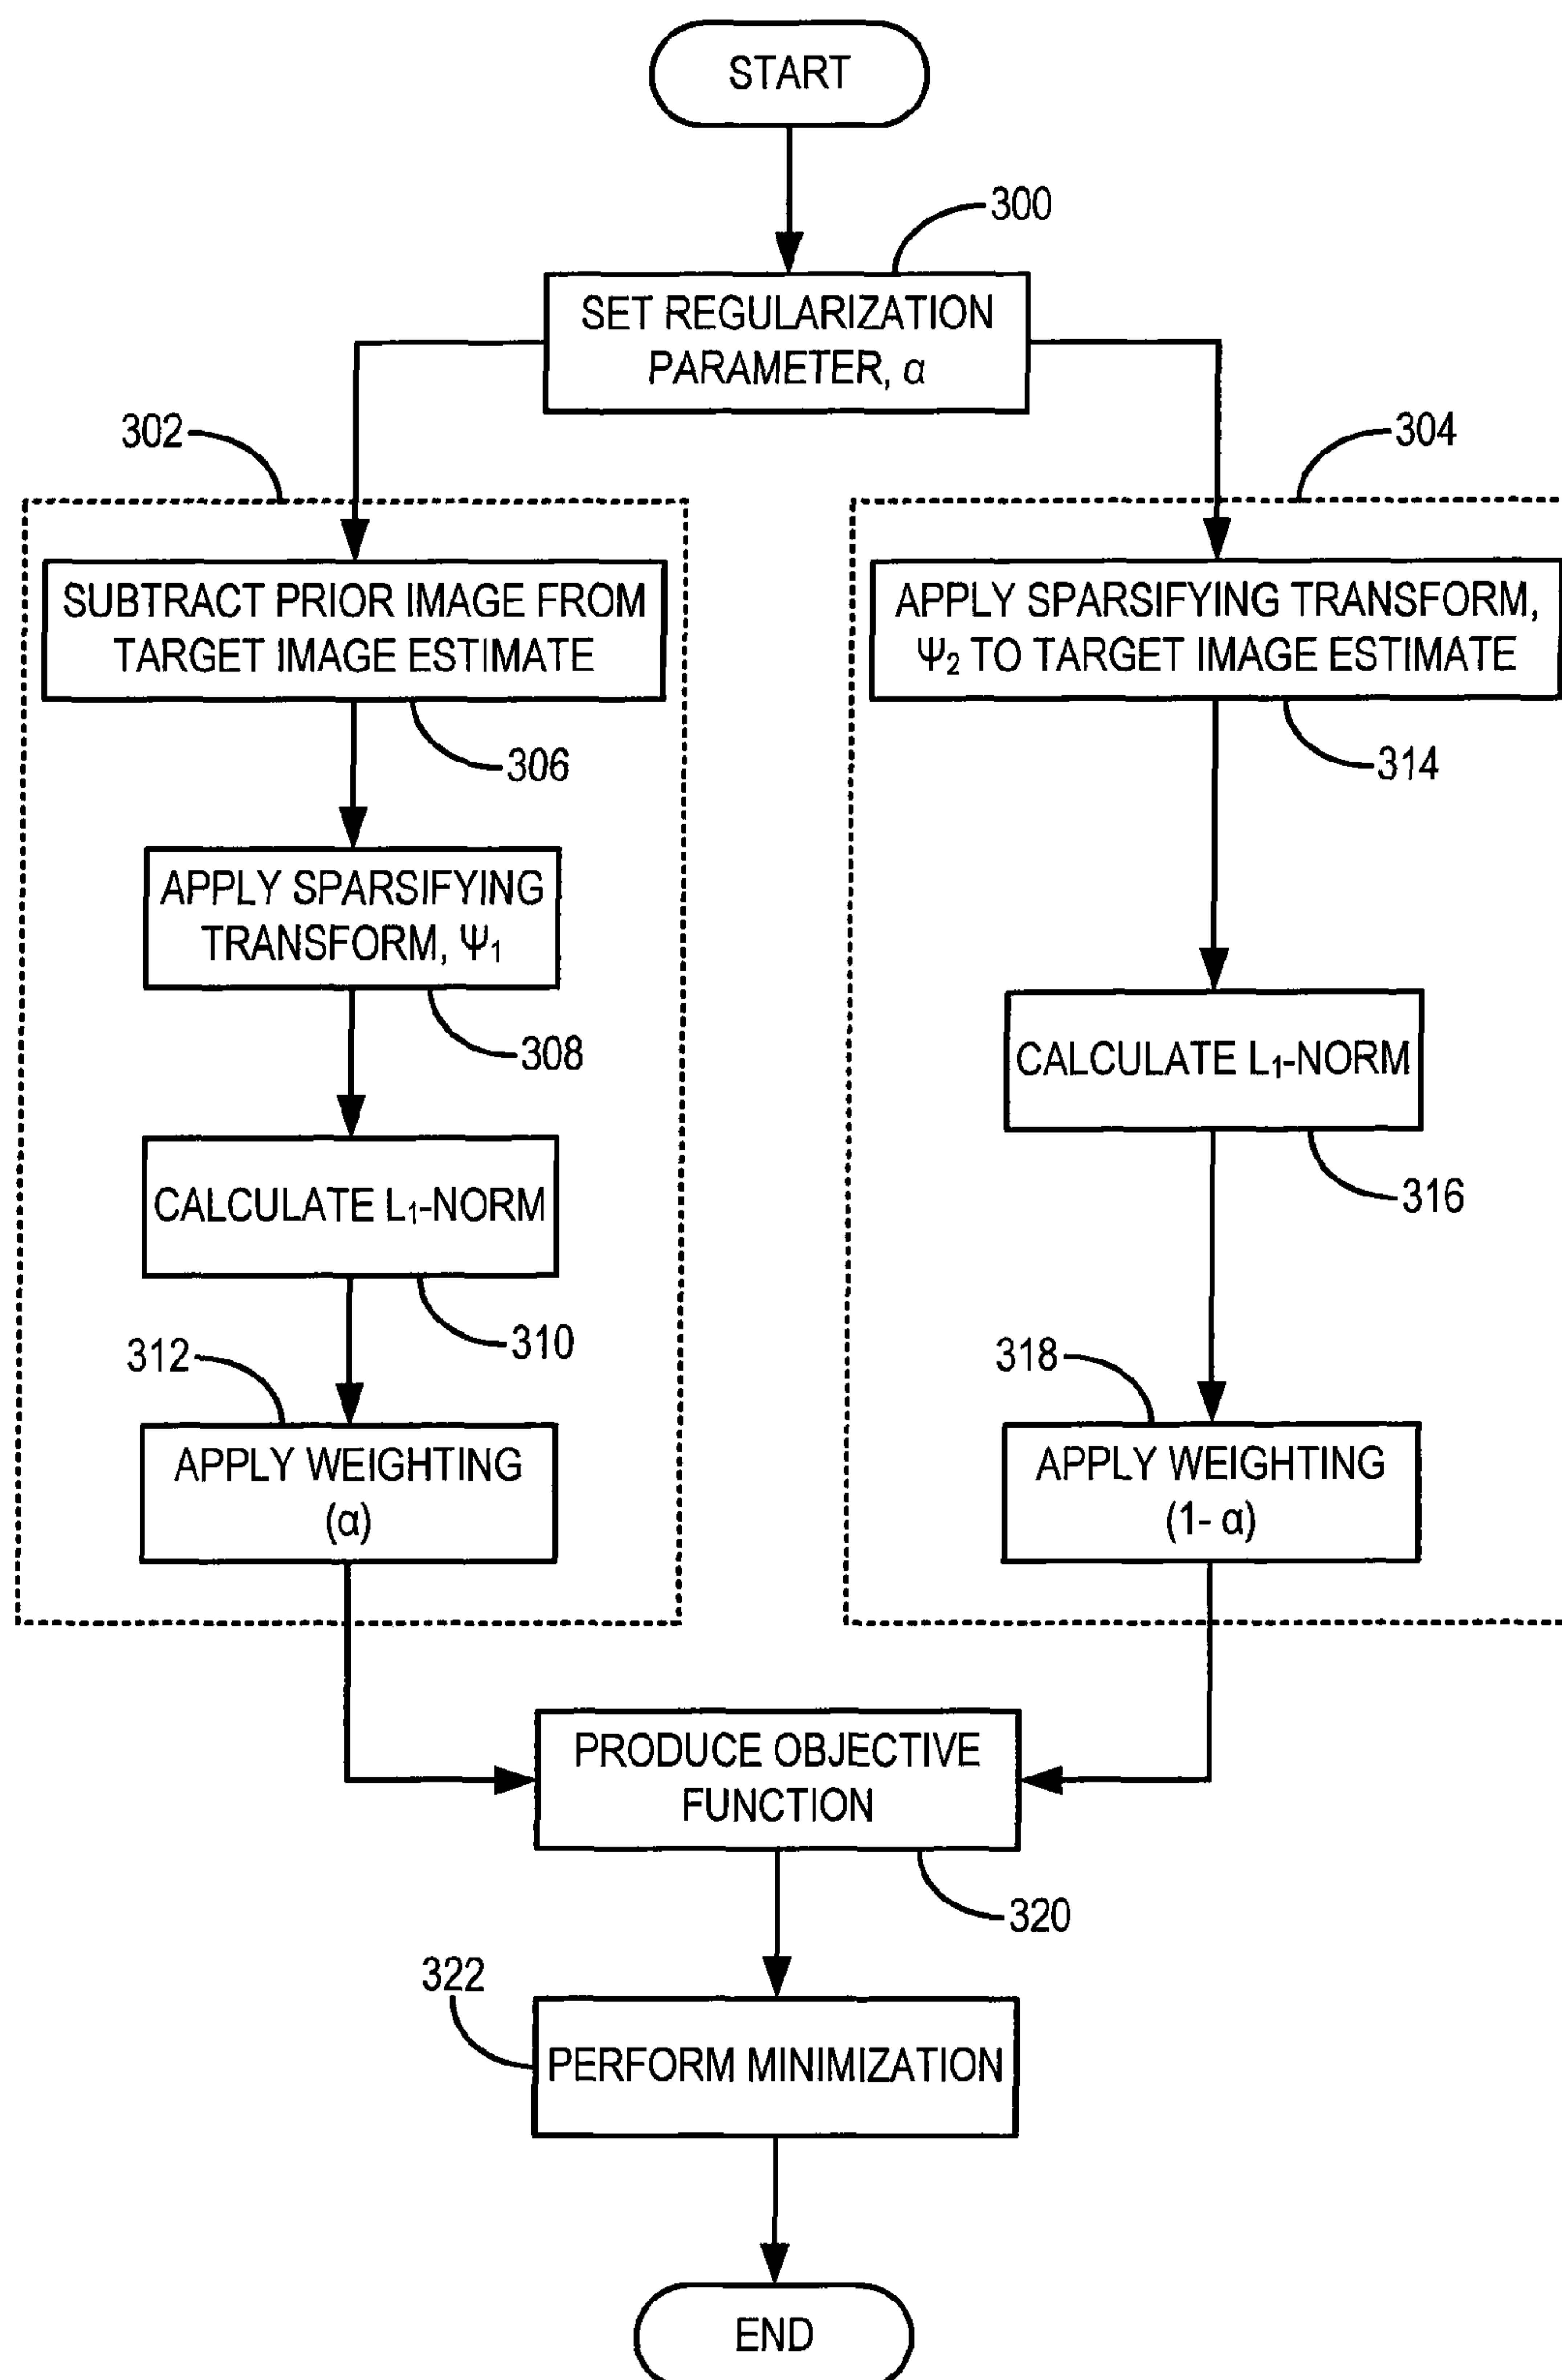 START
300
SET REGULARIZATION
PARAMETER, α
302
304
SUBTRACT PRIOR IMAGE FROM
TARGET IMAGE ESTIMATE
306
APPLY SPARSIFYING
TRANSFORM, Ψ₁
308
CALCULATE L₁-NORM
310
312
APPLY WEIGHTING
(α)
APPLY SPARSIFYING TRANSFORM,
Ψ₂ TO TARGET IMAGE ESTIMATE
314
CALCULATE L₁-NORM
316
318
APPLY WEIGHTING
(1- α)
PRODUCE OBJECTIVE
FUNCTION
320
322
PERFORM MINIMIZATION
END